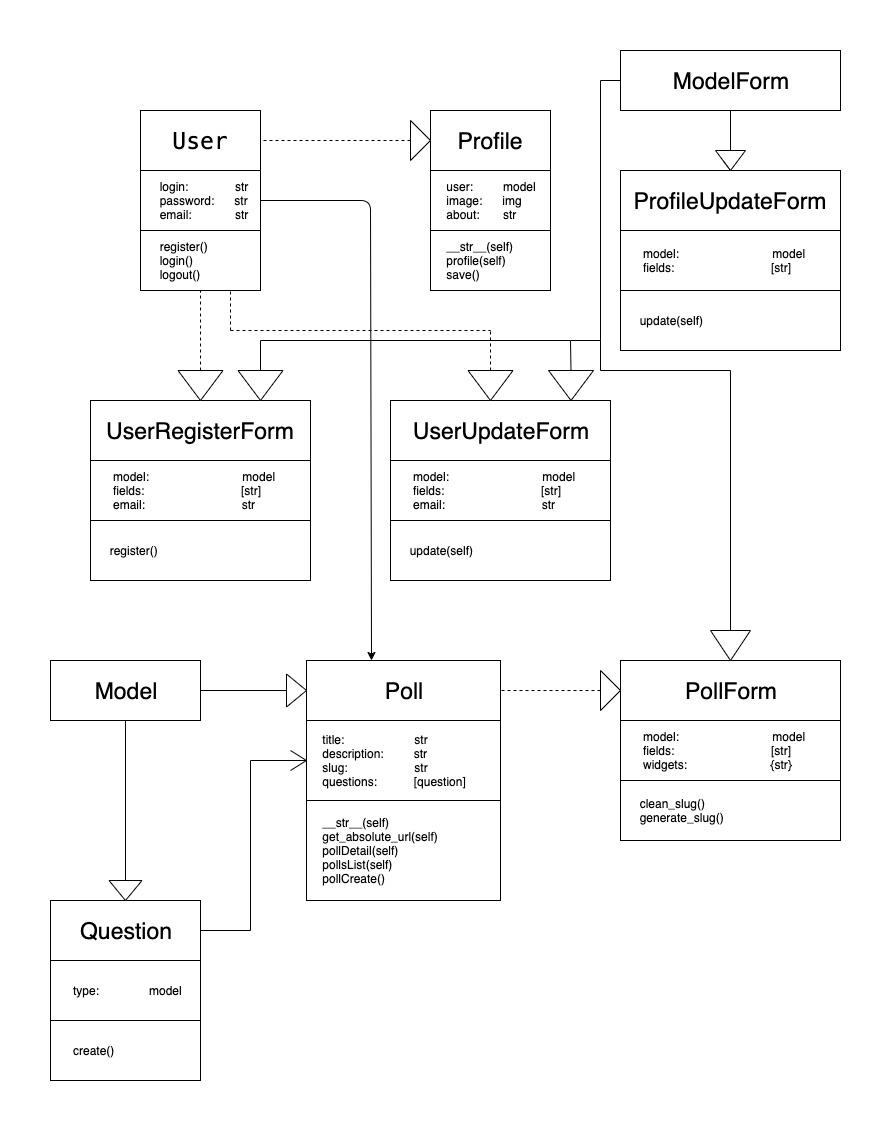 ModelForm
User
Profile
login: str
password: str
email: str
user: model
image: img
about: str
ProfileUpdateForm
register()
login()
logout()
__str__(self)
profile(self)
save()
model: model
fields: [str]
update(self)
UserRegisterForm
UserUpdateForm
model: model
fields: [str]
email: str
model: model
fields: [str]
email: str
register()
update(self)
Model
Poll
PollForm
title: str
description: str
slug: str
questions: [question]
model: model
fields: [str]
widgets: {str}
__str__(self)
get_absolute_url(self)
pollDetail(self)
pollsList(self)
pollCreate()
clean_slug()
generate_slug()
Question
type: model
create()